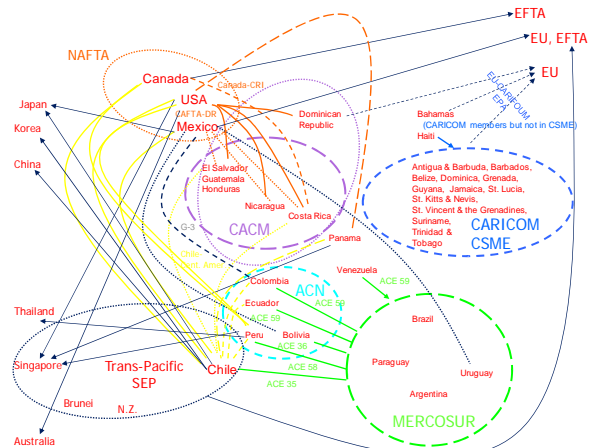 EFTA
EU, EFTA
NAFTA
EU
Canada
Canada-CRI
EU-CARIFOUM
EPA
USA
Japan
CAFTA-DR
Dominican
Republic
Bahamas
Mexico
(CARICOM members but not in CSME)
Korea
Haiti
China
El Salvador
Guatemala
Honduras
Antigua & Barbuda, Barbados,
Belize, Dominica, Grenada,
Guyana, Jamaica, St. Lucia,
St. Kitts & Nevis,
St. Vincent & the Grenadines,
Suriname,
Trinidad &
Tobago
CARICOM
CSME
Nicaragua
Costa Rica
G-3
CACM
Panama
Chile-
Colombia
Venezuela
ACE 59
ACN
Ecuador
ACE 59
Thailand
ACE 59
Brazil
Peru
Bolivia
ACE 36
Singapore
Trans-Pacific
SEP
Chile
ACE 58
Paraguay
Uruguay
ACE 35
Argentina
Brunei
N.Z.
MERCOSUR
Australia